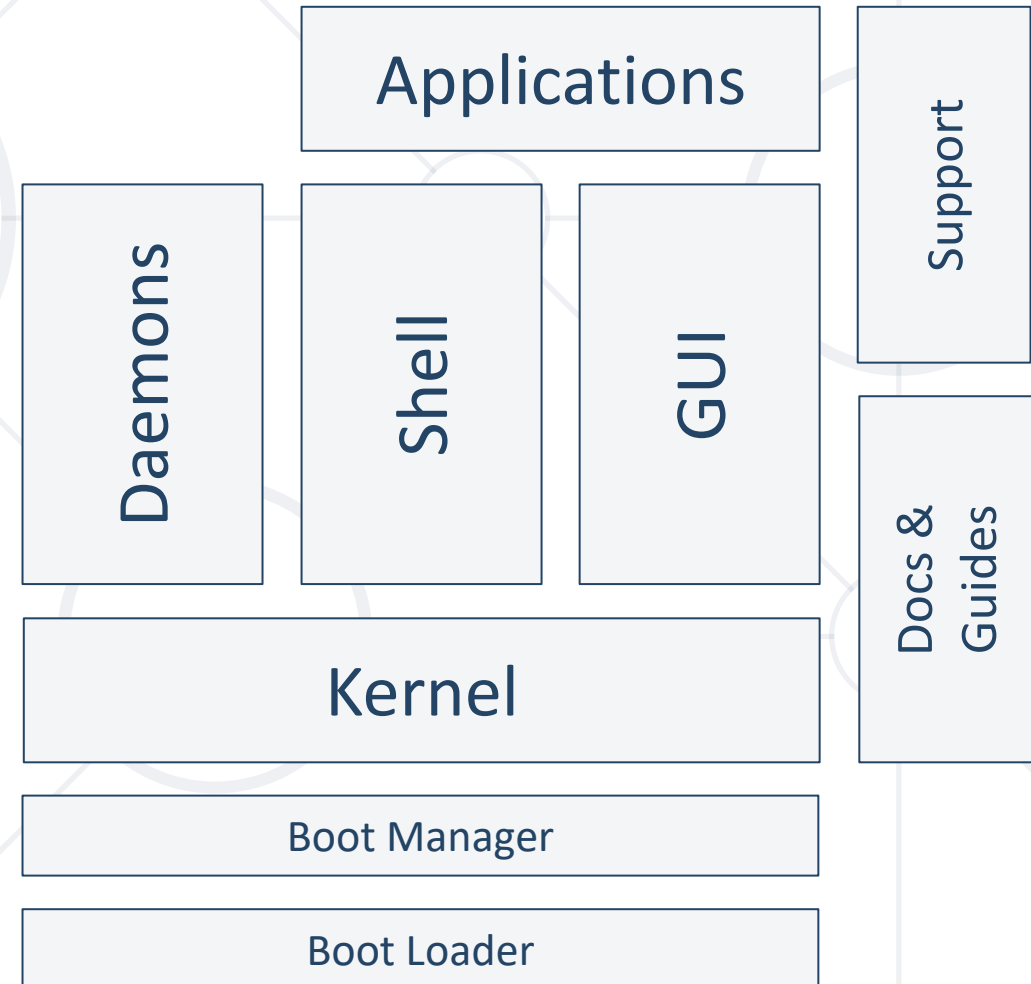 Applications
Support
Daemons
Shell
GUI
Docs &
Guides
Kernel
Boot Manager
Boot Loader